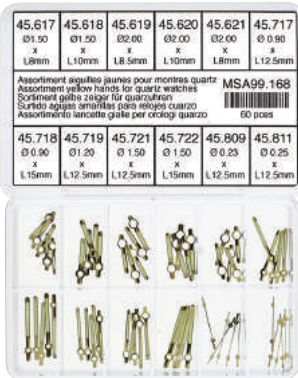 45.617 45.618 45.619 45.620 45.621 45.717
Ø1.50 Ø1.50 Ø2.00 Ø2.00 Ø2.00 Ø 0.90
x x x x x x
L8mm L10mm L8.5mm L10mm L8mm L12.5mm
Assortiment aiguilles jaunes pour montres quartz
Assortment yellow hands for quartz watches
Sortiment gelbe zeiger für quarzuhren
Surtido agujas amarillas para relojes cuarzo
Assortimento lancette gialle per orologi quarzo
MSA99.168
60 pces
45.718 45.719 45.721 45.722 45.809 45.811
Ø 0.90 Ø1.20 Ø 1.50 Ø 1.50 Ø 0.23 Ø 0.25
x x x x x x
L15mm L12.5mm L12.5mm L15mm L12.5mm L12.5mm